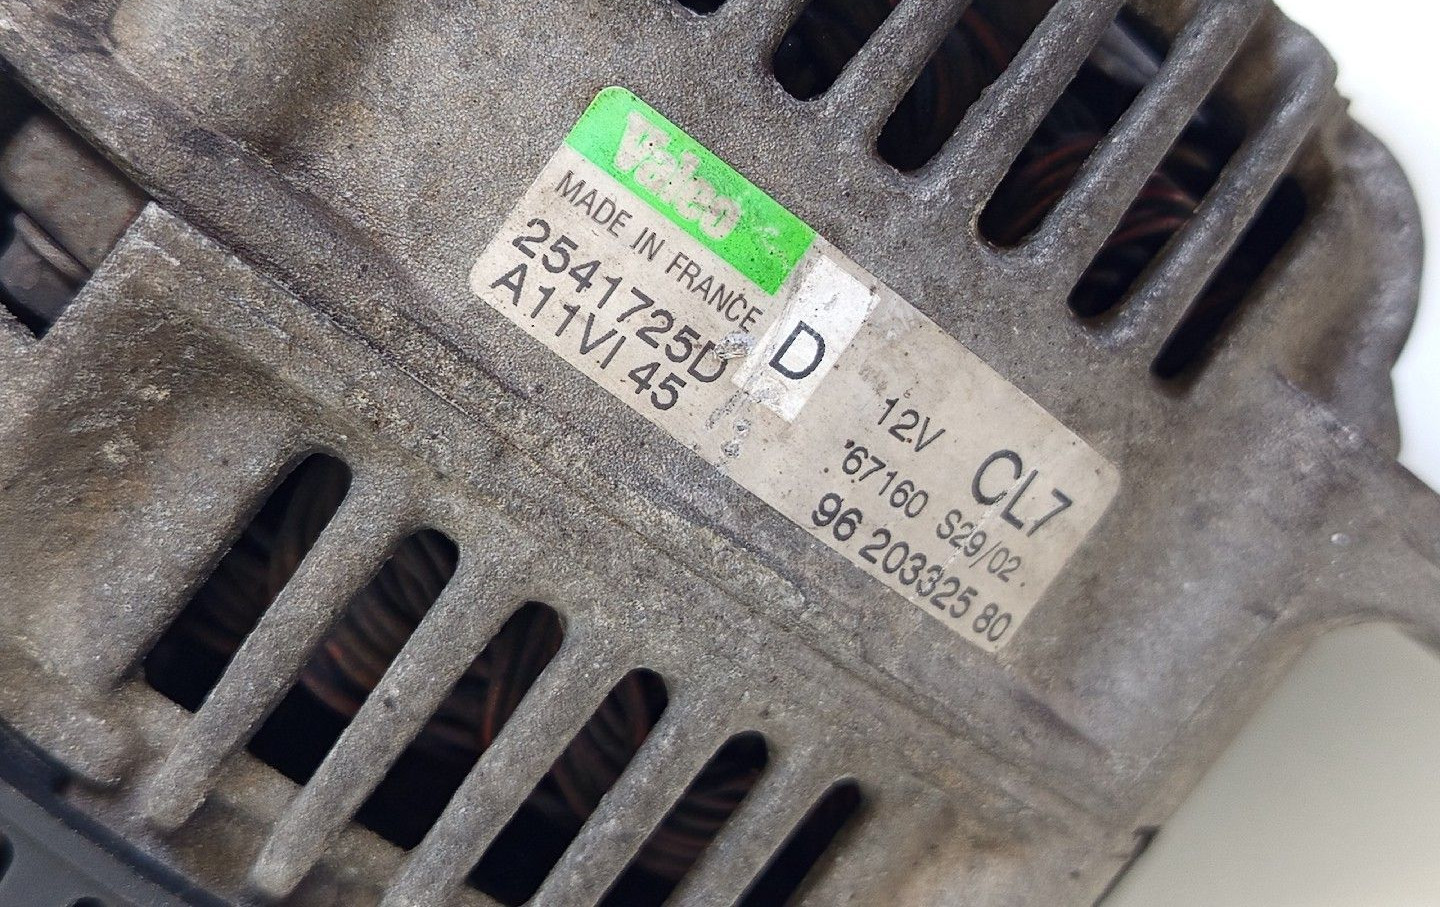 Valeo
MADE IN FRANCE
2541725D
A11VI 45
D
12V CL7
'67160 S29/02.
96 203325 80